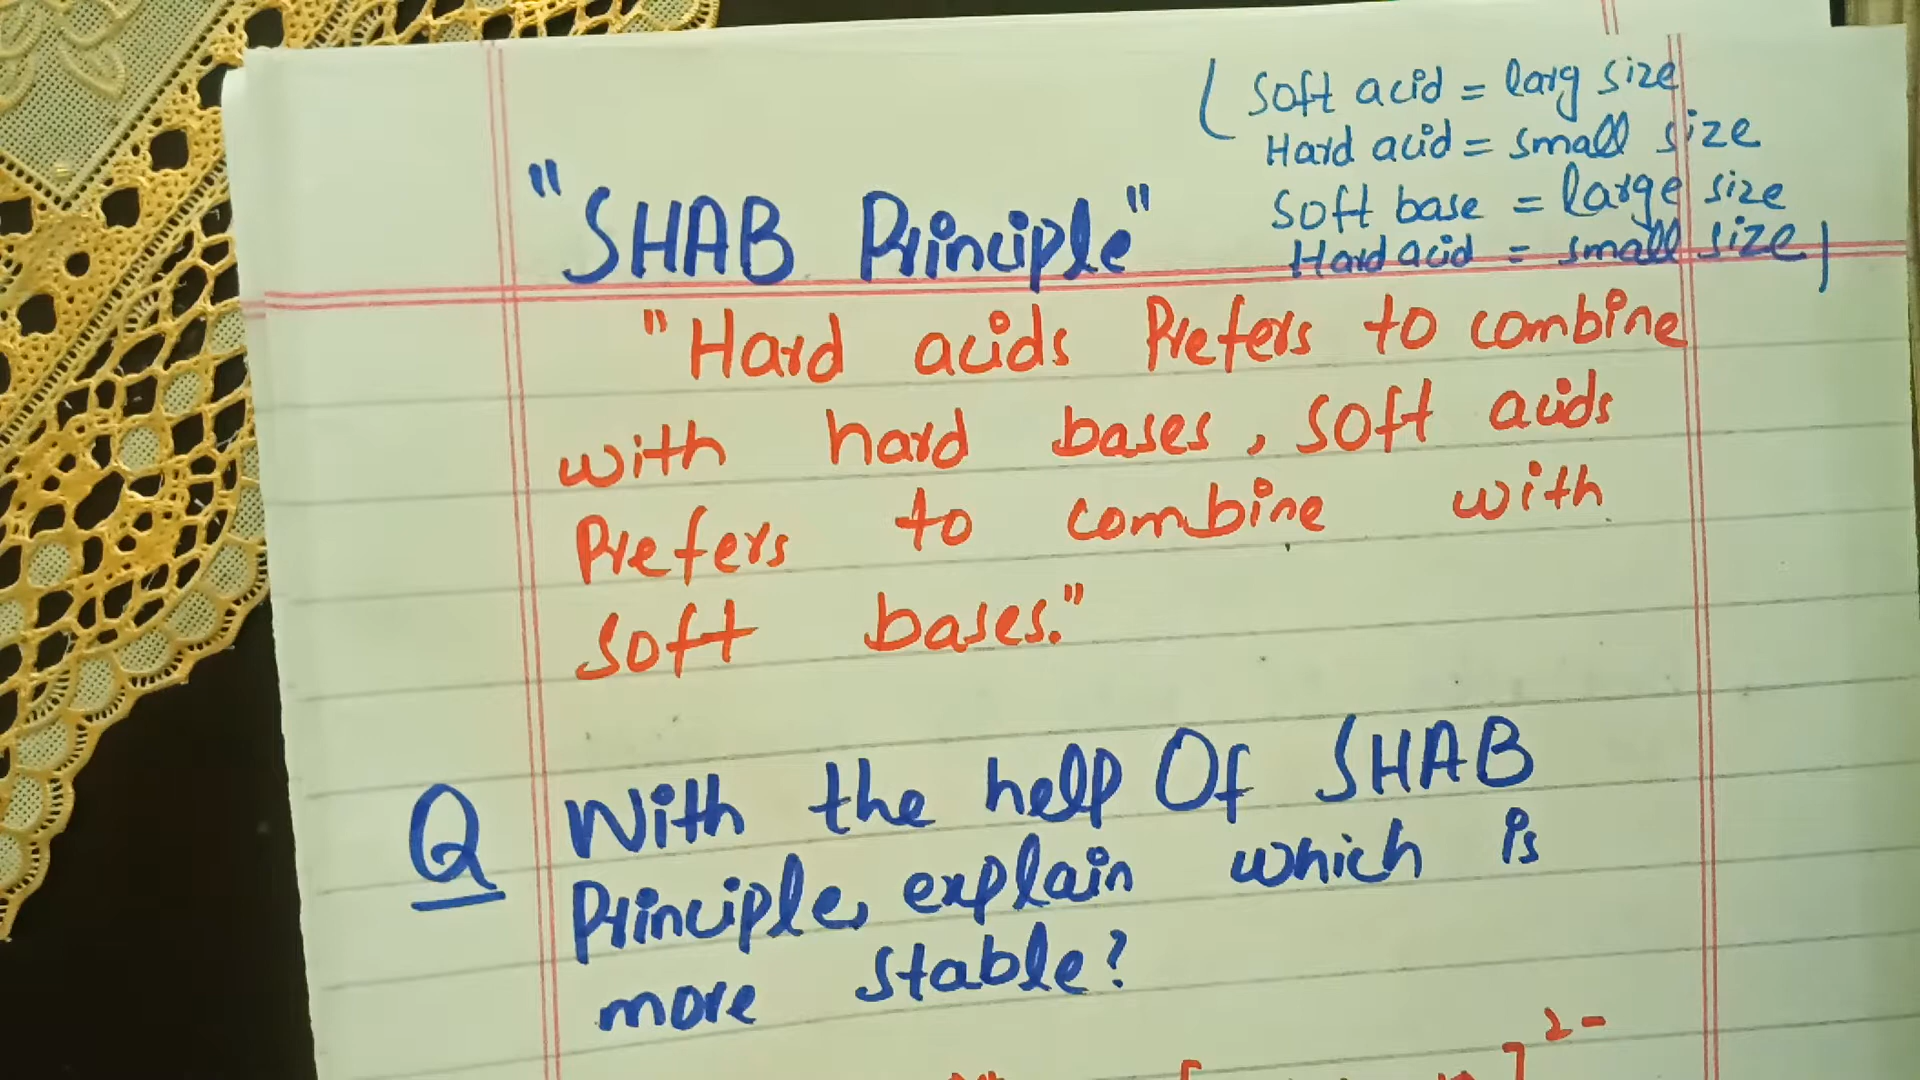 (Soft acid = larg size
Hard acid = small size
Soft base = large size
Hard acid = small size)
"SHAB Principle"
"Hard acids Prefers to combine
with hard bases, soft acids
Prefers to combine with
soft bases."
Q With the help Of SHAB
Principle, explain which is
more stable?
]2-